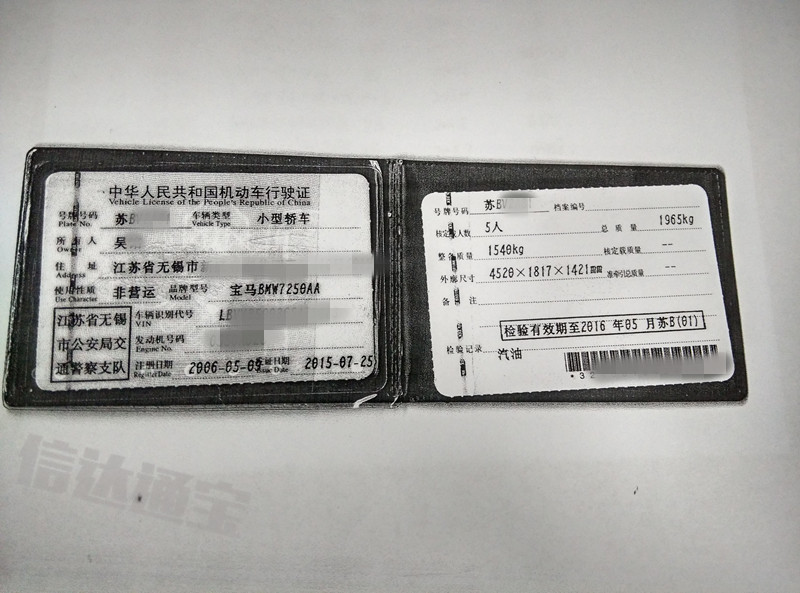 中华人民共和国机动车行驶证
Vehicle License of the People's Republic of China
号牌号码 苏B 车辆类型 小型轿车
Plate No. Vehicle Type
所有人 吴
Owner
住址 江苏省无锡市
Address
使用性质 非营运 品牌型号 宝马BMW7250AA
Use Character Model
江苏省无锡
市公安局交
通警察支队
车辆识别代号 L
VIN
发动机号码
Engine No.
注册日期 2006-05-09 发证日期 2015-07-25
Register Date Issue Date
号牌号码 苏B 档案编号
核定载人数 5人 总质量 1965kg
整备质量 1540kg 核定载质量 --
外廓尺寸 4520×1817×1421mm 准牵引总质量 --
备注
检验有效期至2016年05月苏B(01)
检验记录 汽油
*3
信达通宝